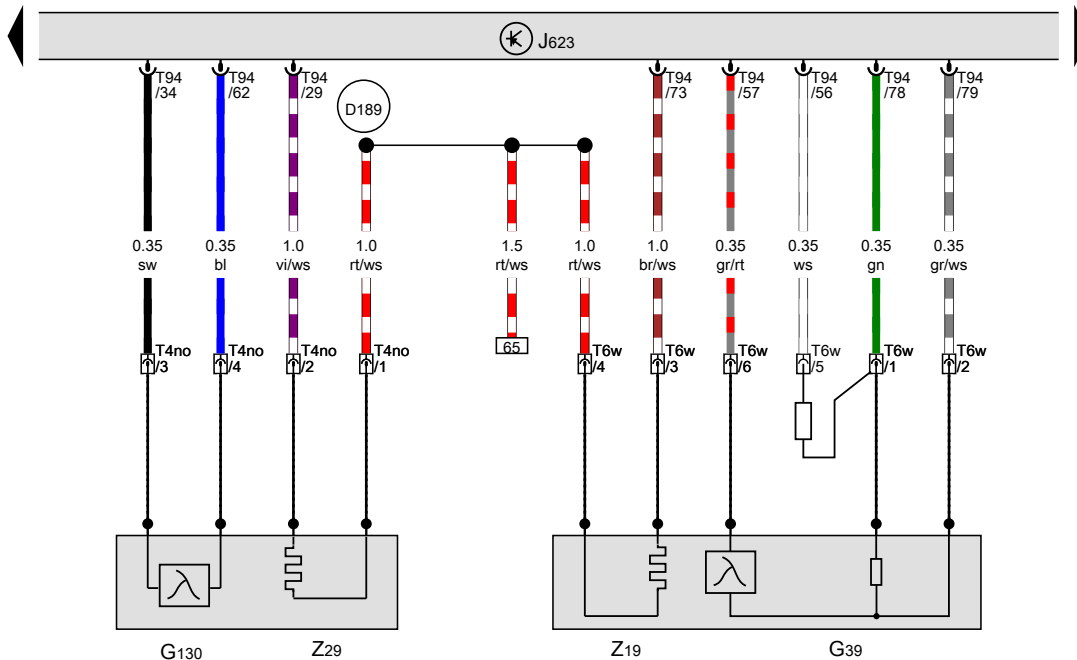 J623
T94 T94 T94 T94 T94 T94 T94 T94
/34 /62 /29 /73 /57 /56 /78 /79
D189
0.35 0.35 1.0 1.0 1.5 1.0 1.0 0.35 0.35 0.35 0.35
sw bl vi/ws rt/ws rt/ws rt/ws br/ws gr/rt ws gn gr/ws
65
T4no T4no T4no T4no T6w T6w T6w T6w T6w T6w
/3 /4 /2 /1 /4 /3 /6 /5 /1 /2
G130 Z29 Z19 G39